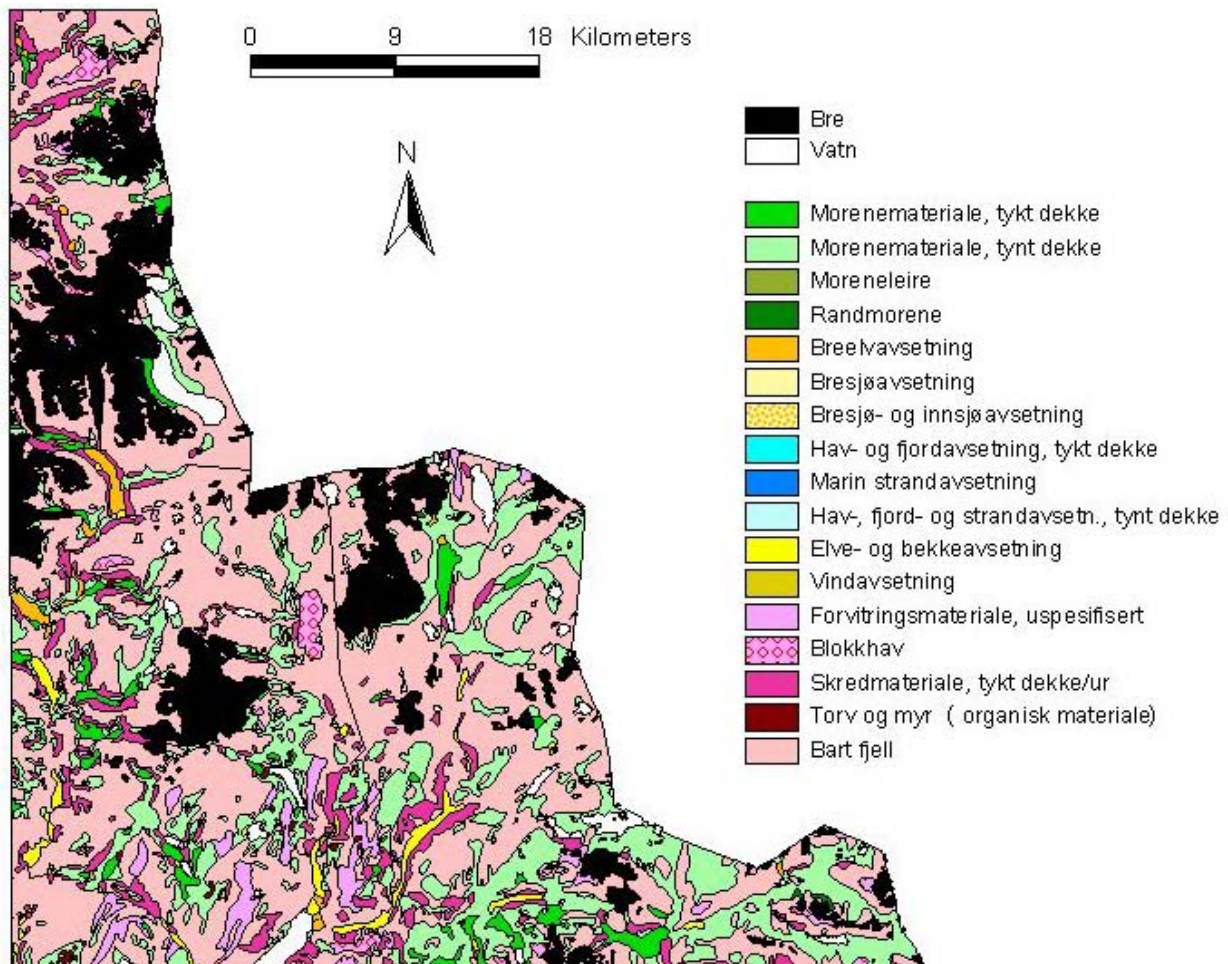 0 9 18 Kilometers
N
Bre
Vatn
Morenemateriale, tykt dekke
Morenemateriale, tynt dekke
Moreneleire
Randmorene
Breelvavsetning
Bresjøavsetning
Bresjø- og innsjøavsetning
Hav- og fjordavsetning, tykt dekke
Marin strandavsetning
Hav-, fjord- og strandavsetn., tynt dekke
Elve- og bekkeavsetning
Vindavsetning
Forvitringsmateriale, uspesifisert
Blokkhav
Skredmateriale, tykt dekke/ur
Torv og myr ( organisk materiale)
Bart fjell